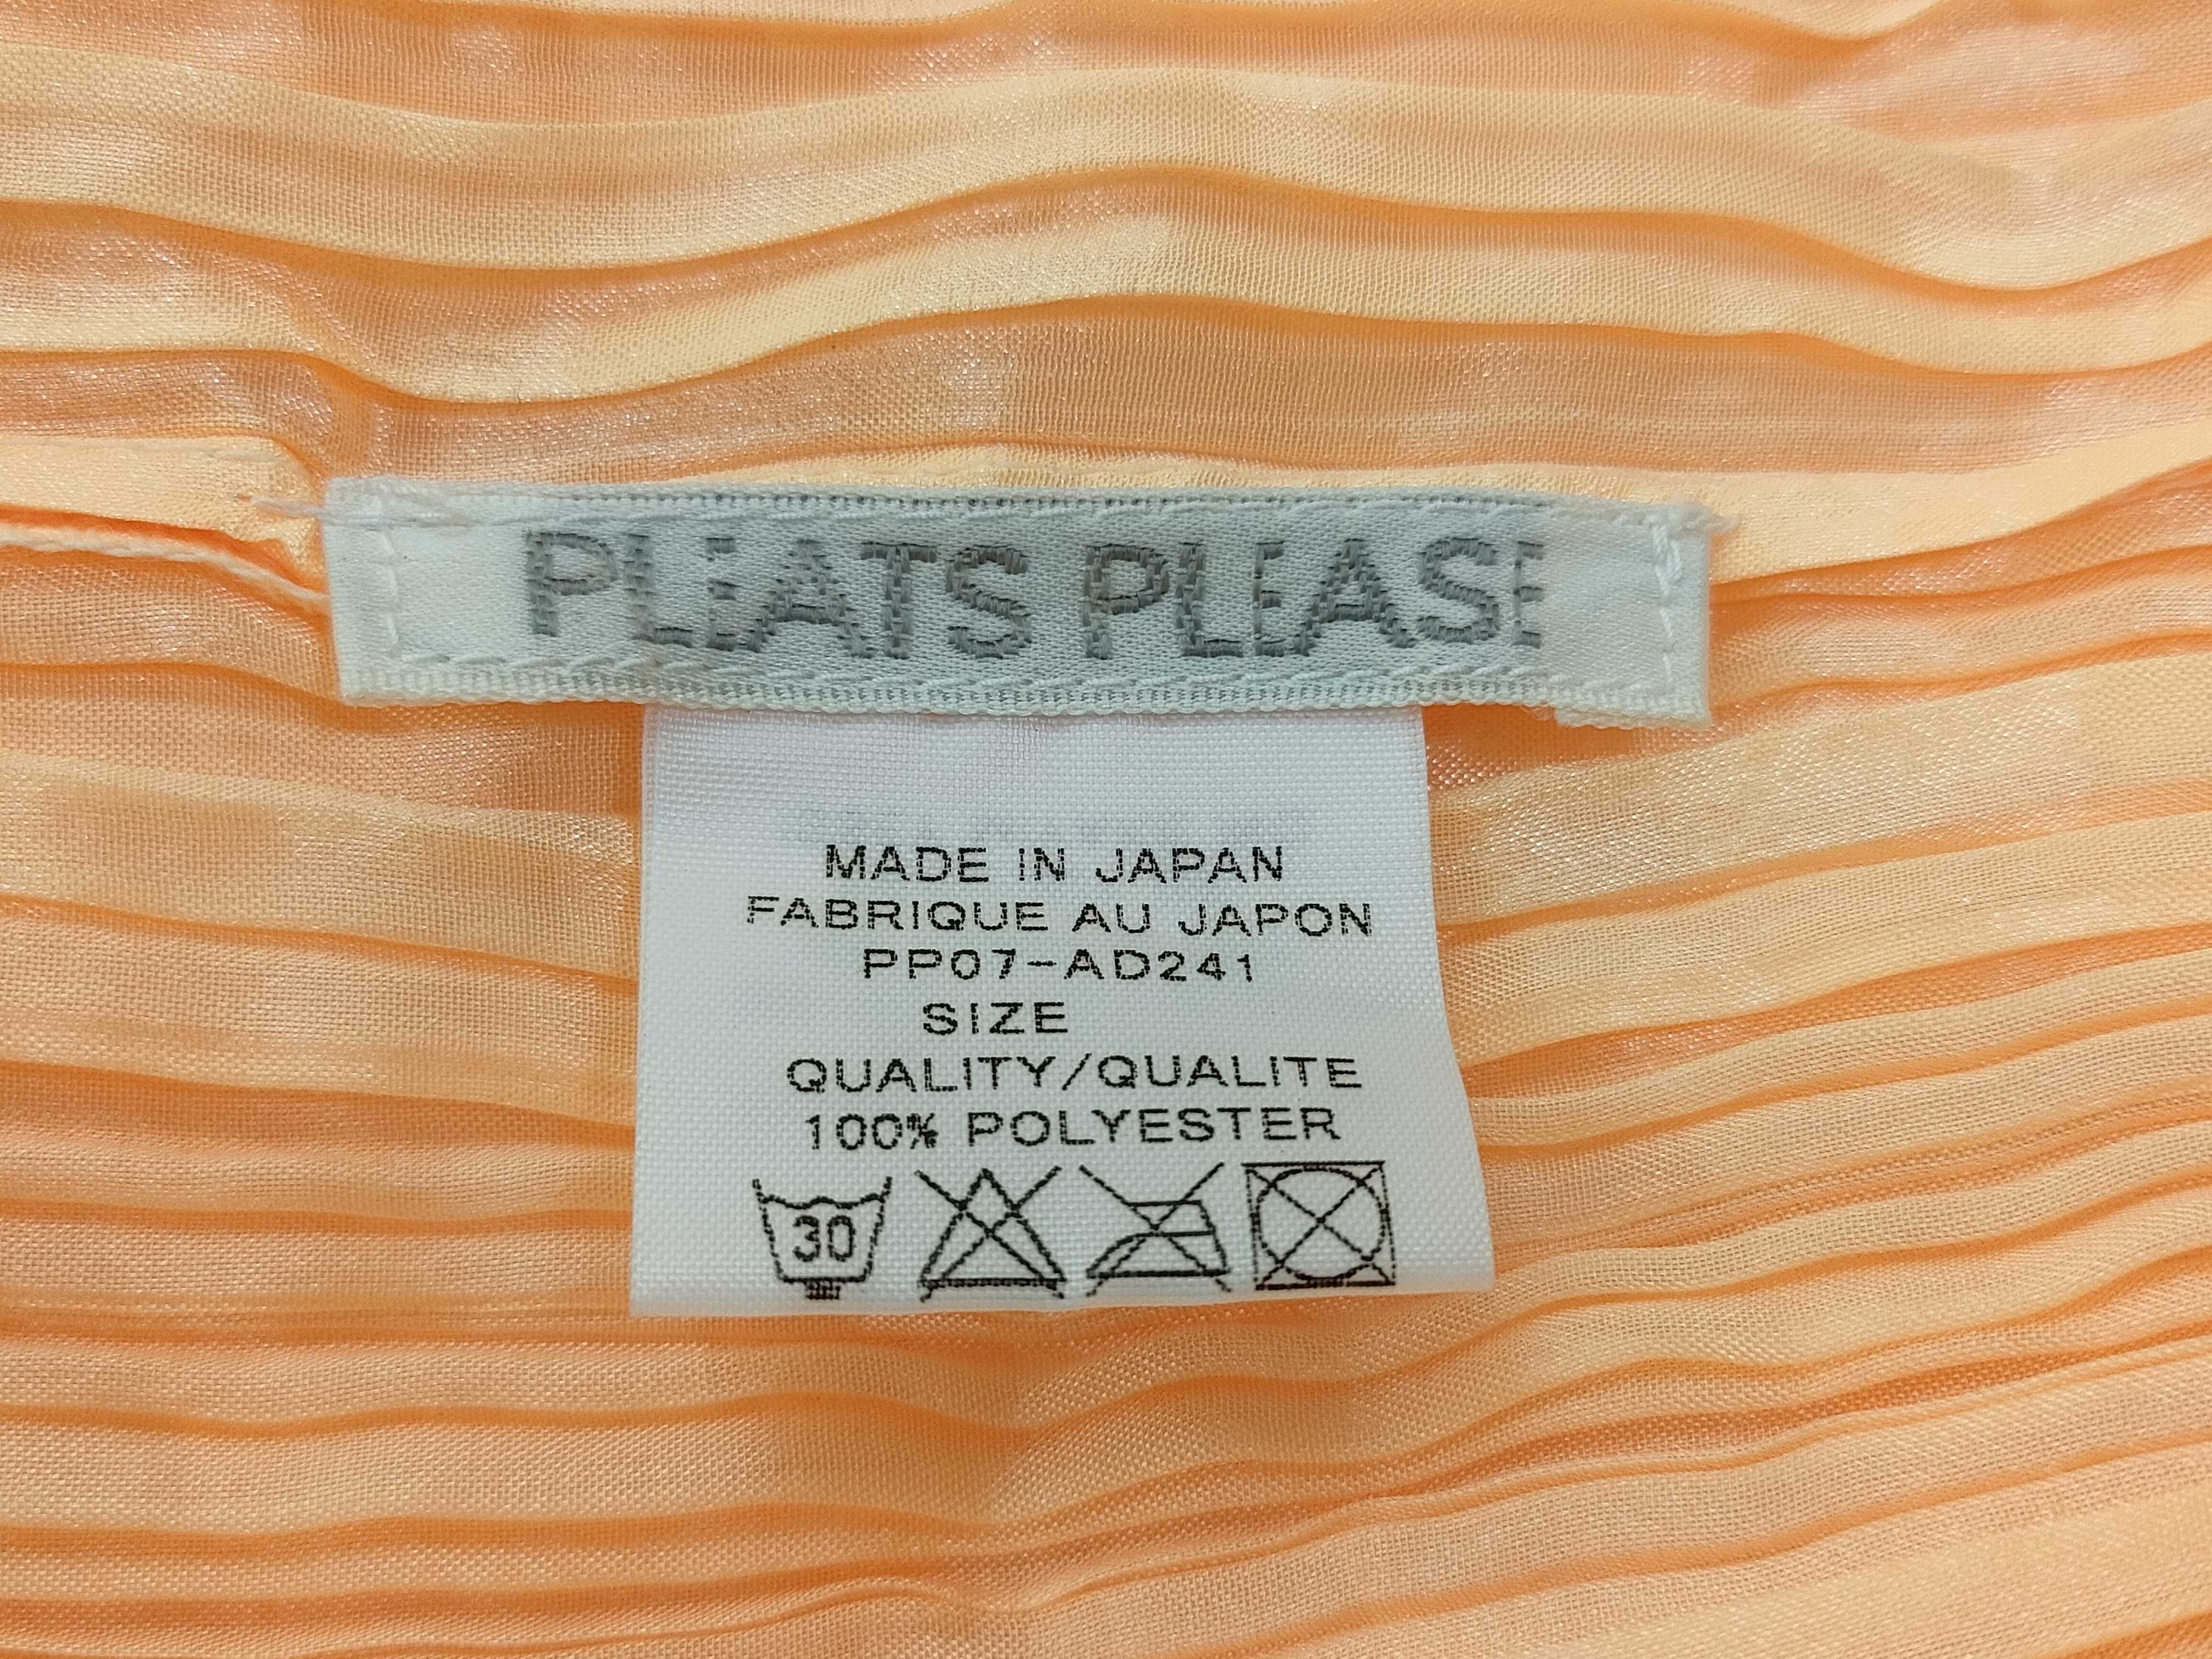 PLEATS PLEASE
MADE IN JAPAN
FABRIQUE AU JAPON
PP07-AD241
SIZE
QUALITY/QUALITE
100% POLYESTER
30